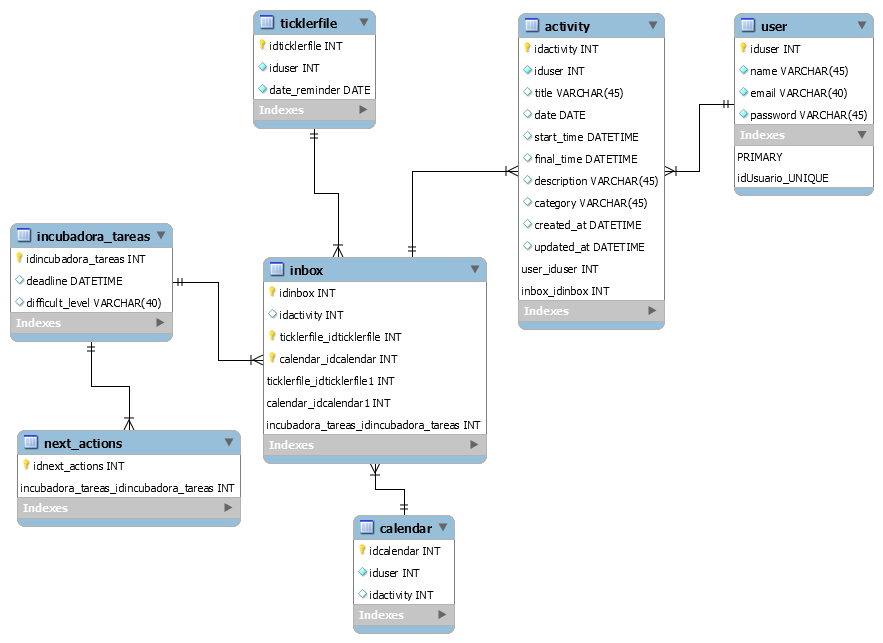 ticklerfile
idticklerfile INT
iduser INT
date_reminder DATE
Indexes
activity
idactivity INT
iduser INT
title VARCHAR(45)
date DATE
start_time DATETIME
final_time DATETIME
description VARCHAR(45)
category VARCHAR(45)
created_at DATETIME
updated_at DATETIME
user_iduser INT
inbox_idinbox INT
Indexes
user
iduser INT
name VARCHAR(45)
email VARCHAR(40)
password VARCHAR(45)
Indexes
PRIMARY
idUsuario_UNIQUE
incubadora_tareas
idincubadora_tareas INT
deadline DATETIME
difficult_level VARCHAR(40)
Indexes
inbox
idinbox INT
idactivity INT
ticklerfile_idticklerfile INT
calendar_idcalendar INT
ticklerfile_idticklerfile1 INT
calendar_idcalendar1 INT
incubadora_tareas_idincubadora_tareas INT
Indexes
next_actions
idnext_actions INT
incubadora_tareas_idincubadora_tareas INT
Indexes
calendar
idcalendar INT
iduser INT
idactivity INT
Indexes